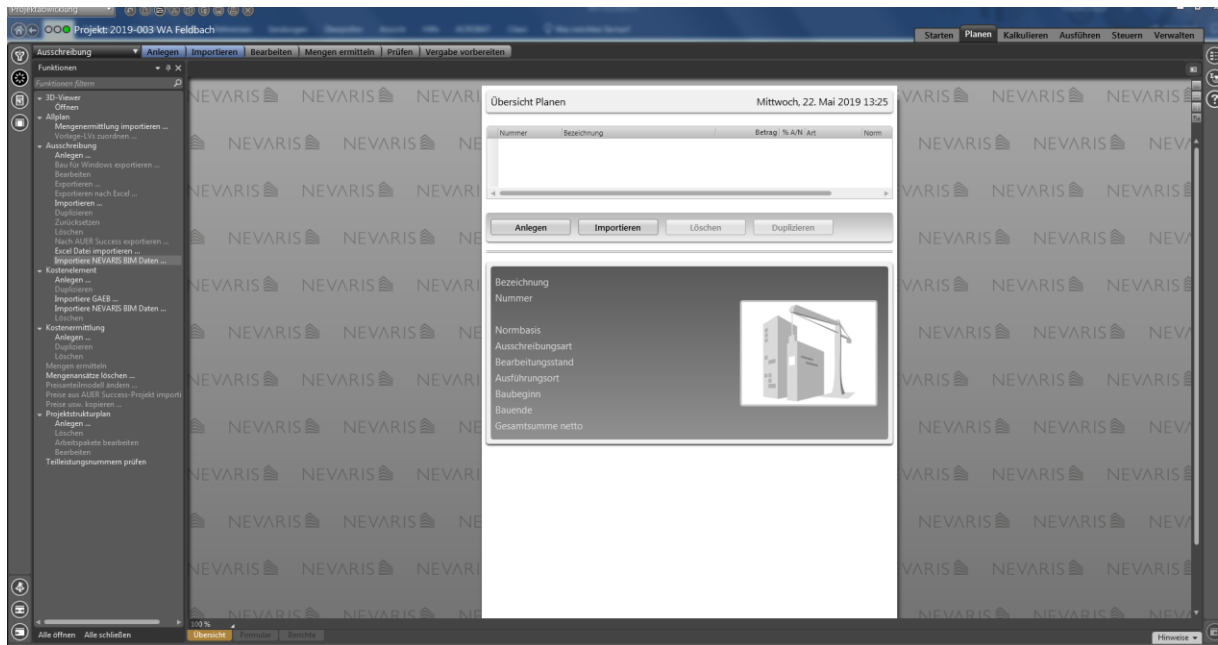 Projektabwicklung
Projekt: 2019-003 WA Feldbach
Starten Planen Kalkulieren Ausführen Steuern Verwalten
Ausschreibung Anlegen Importieren Bearbeiten Mengen ermitteln Prüfen Vergabe vorbereiten
Funktionen
Funktionen filtern
3D-Viewer
Öffnen
Allplan
Mengenermittlung importieren ...
Vorlage-LVs zuordnen ...
Ausschreibung
Anlegen ...
Bau für Windows exportieren ...
Bearbeiten
Exportieren ...
Exportieren nach Excel ...
Importieren ...
Duplizieren
Zurücksetzen
Löschen
Nach AUER Success exportieren ...
Excel Datei importieren ...
Importiere NEVARIS BIM Daten ...
Kostenelement
Anlegen ...
Duplizieren
Importiere GAEB ...
Importiere NEVARIS BIM Daten ...
Löschen
Kostenermittlung
Anlegen ...
Duplizieren
Löschen
Mengen ermitteln
Mengenansätze löschen ...
Preisanteilmodell ändern ...
Preise aus AUER Success-Projekt importi
Preise usw. kopieren ...
Projektstrukturplan
Anlegen ...
Löschen
Arbeitspakete bearbeiten
Bearbeiten
Teilleistungsnummern prüfen
Alle öffnen Alle schließen
NEVARIS
Übersicht Planen Mittwoch, 22. Mai 2019 13:25
Nummer Bezeichnung Betrag % A/N Art Norm
Anlegen Importieren Löschen Duplizieren
Bezeichnung
Nummer
Normbasis
Ausschreibungsart
Bearbeitungsstand
Ausführungsort
Baubeginn
Bauende
Gesamtsumme netto
100 %
Übersicht Formular Berichte
Hinweise